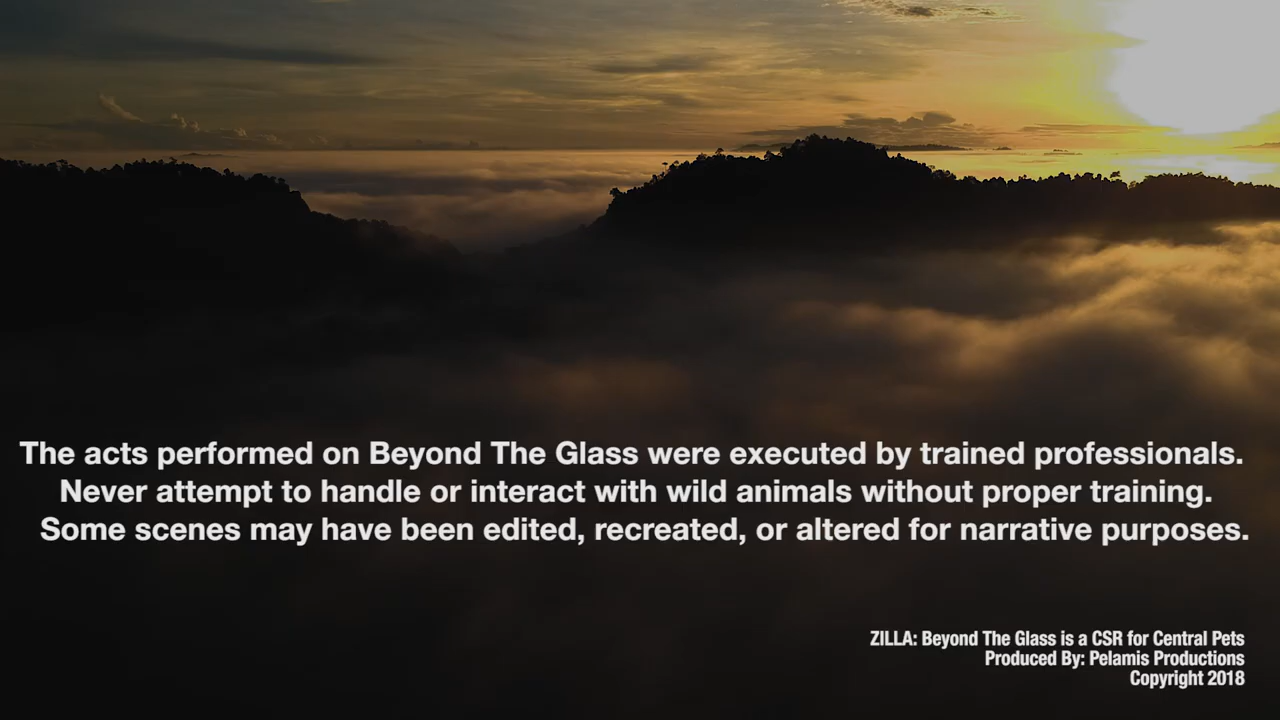 The acts performed on Beyond The Glass were executed by trained professionals.
Never attempt to handle or interact with wild animals without proper training.
Some scenes may have been edited, recreated, or altered for narrative purposes.
ZILLA: Beyond The Glass is a CSR for Central Pets
Produced By: Pelamis Productions
Copyright 2018